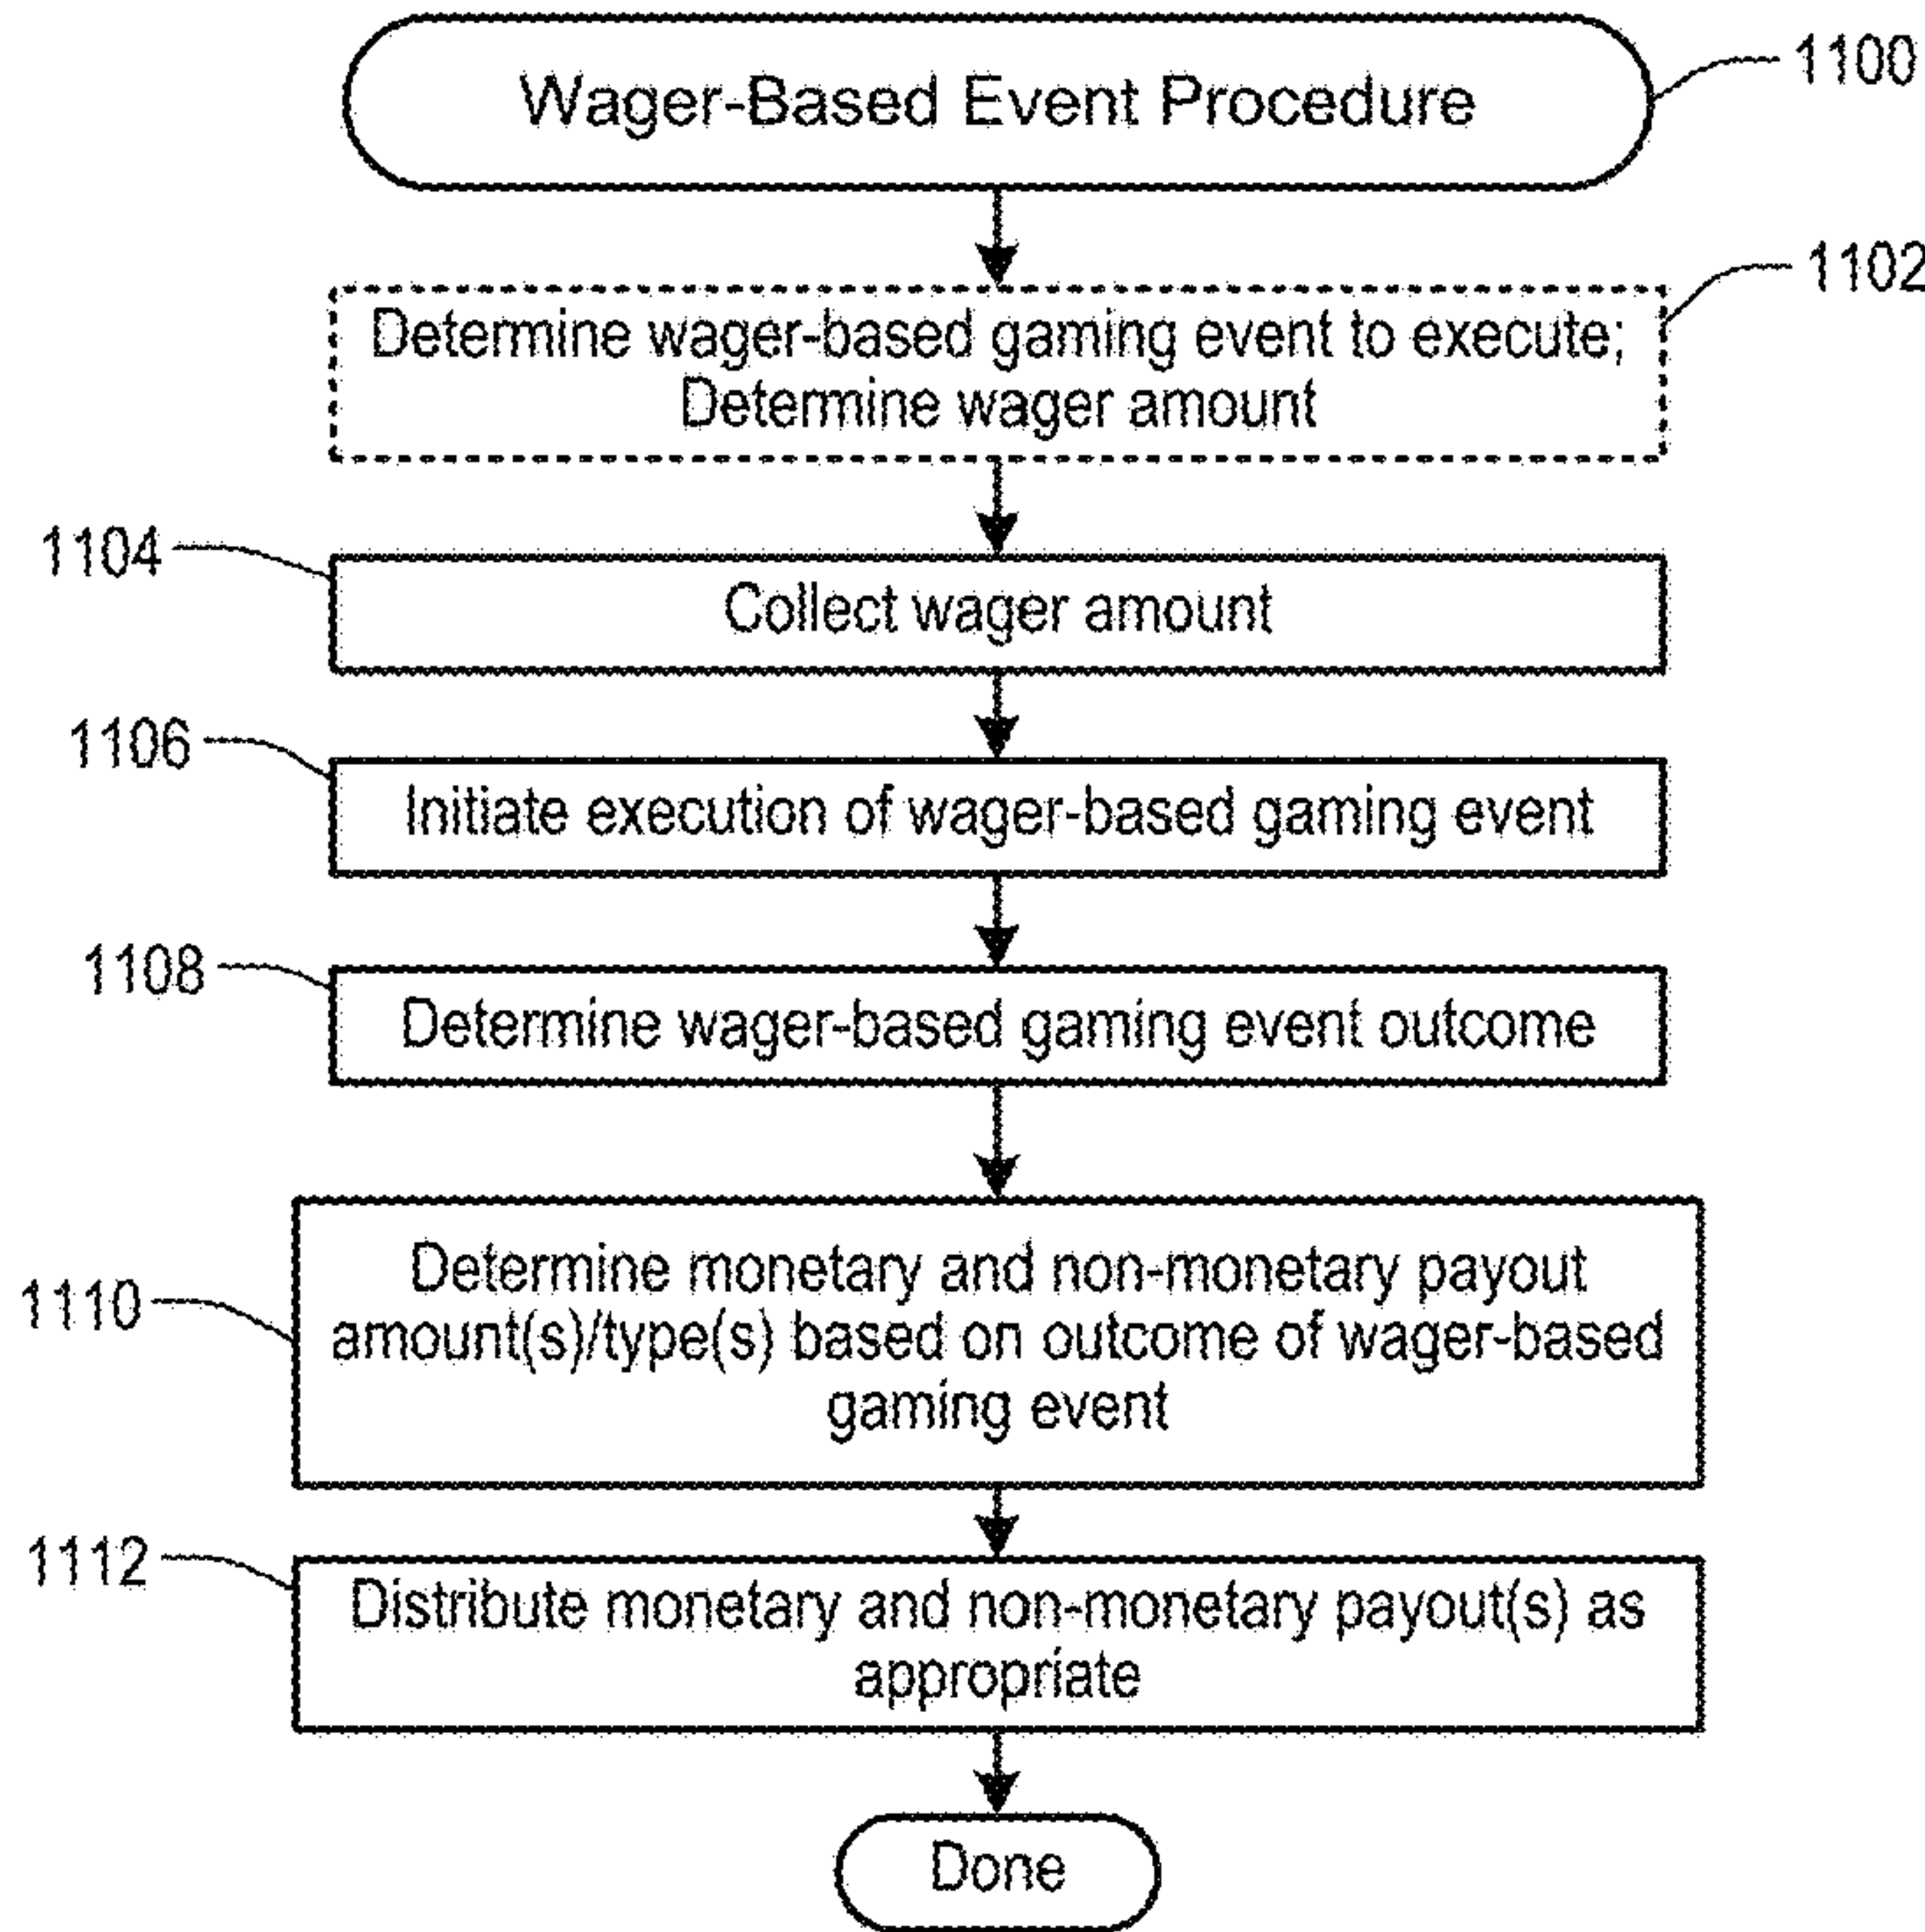 Wager-Based Event Procedure
1100
1102
Determine wager-based gaming event to execute;
Determine wager amount
1104
Collect wager amount
1106
Initiate execution of wager-based gaming event
1108
Determine wager-based gaming event outcome
1110
Determine monetary and non-monetary payout
amount(s)/type(s) based on outcome of wager-based
gaming event
1112
Distribute monetary and non-monetary payout(s) as
appropriate
Done